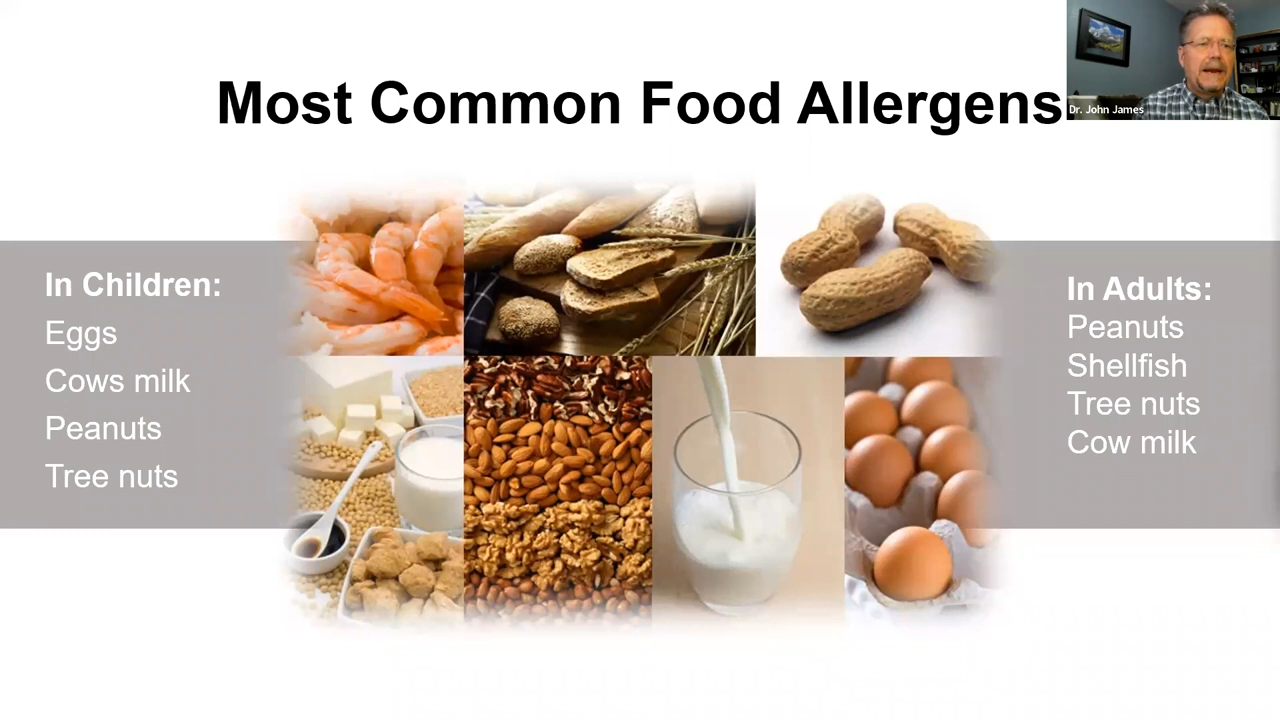 Most Common Food Allergens
Dr. John James
In Children:
Eggs
Cows milk
Peanuts
Tree nuts
In Adults:
Peanuts
Shellfish
Tree nuts
Cow milk